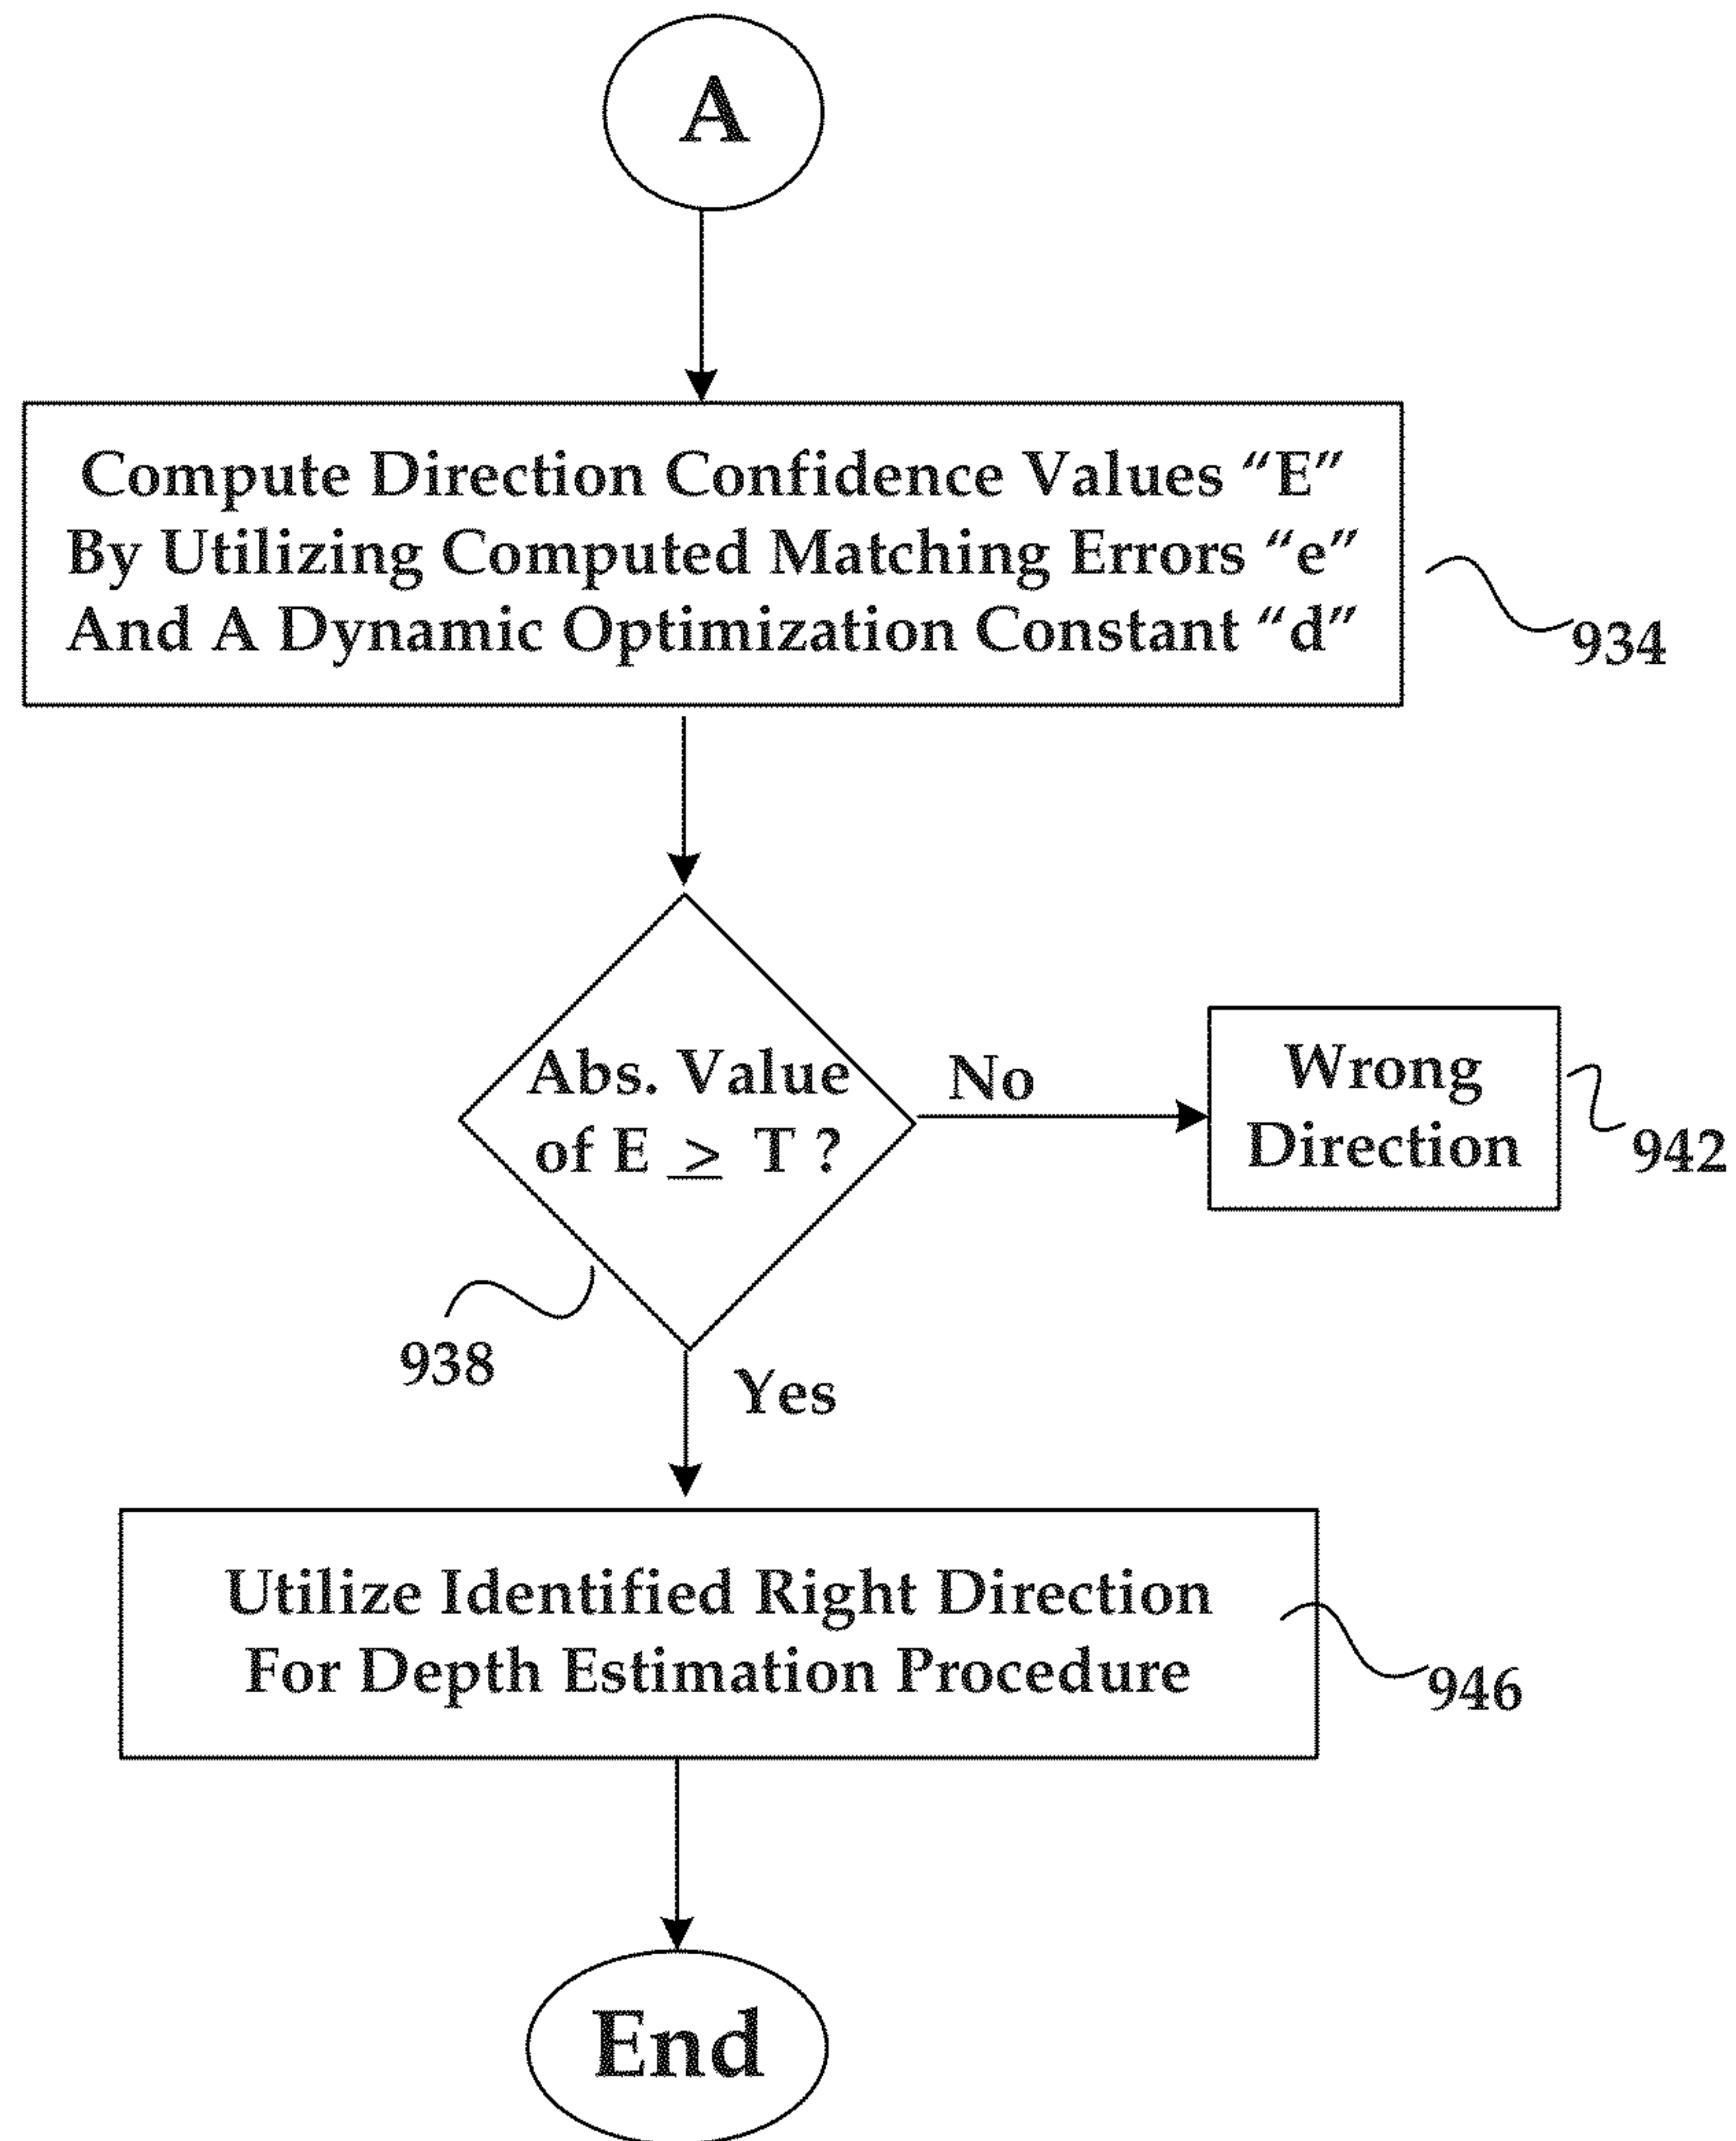 A
Compute Direction Confidence Values “E”
By Utilizing Computed Matching Errors “e”
And A Dynamic Optimization Constant “d”
934
Abs. Value
of E ≥ T ?
No
Wrong
Direction
942
938
Yes
Utilize Identified Right Direction
For Depth Estimation Procedure
946
End